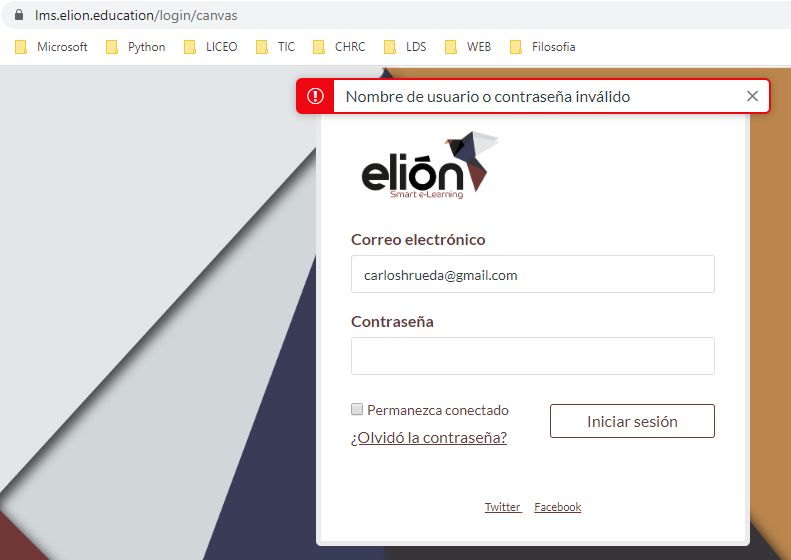 lms.elion.education/login/canvas
Microsoft Python LICEO TIC CHRC LDS WEB Filosofia
Nombre de usuario o contraseña inválido
elión
Smart e-Learning
Correo electrónico
carloshrueda@gmail.com
Contraseña
Permanezca conectado
Iniciar sesión
¿Olvidó la contraseña?
Twitter Facebook